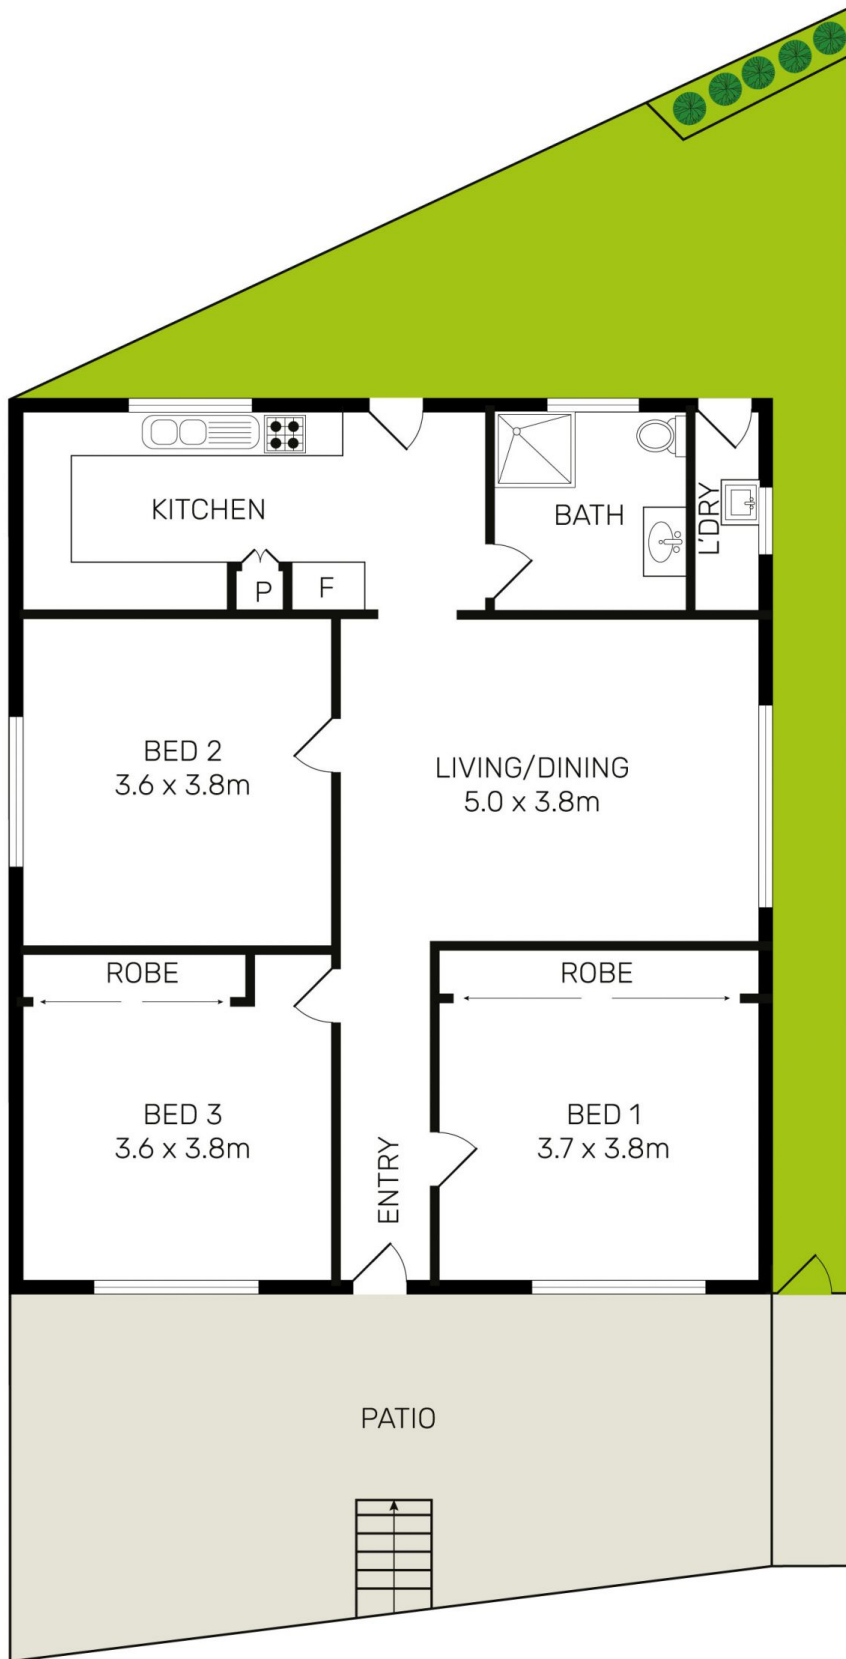 KITCHEN
P
F
BATH
L'DRY
BED 2
3.6 x 3.8m
LIVING/DINING
5.0 x 3.8m
ROBE
ROBE
BED 3
3.6 x 3.8m
BED 1
3.7 x 3.8m
ENTRY
PATIO